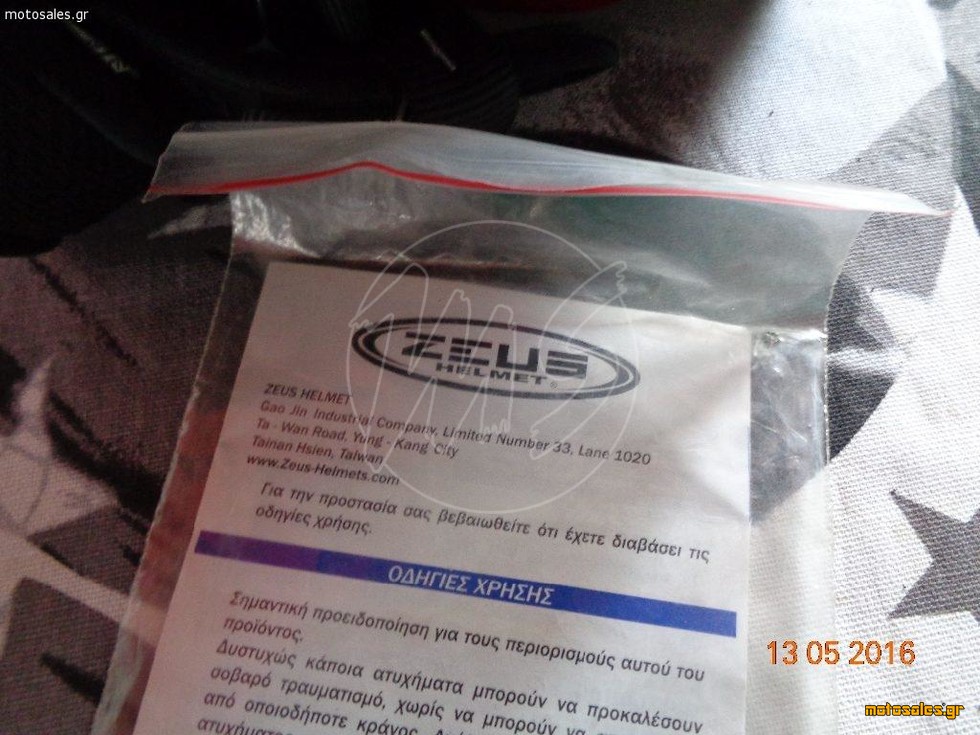 motosales.gr
ZEUS
HELMET®
ZEUS HELMET
Gao Jin Industrial Company, Limited Number 33, Lane 1020
Ta - Wan Road, Yung - Kang City
Tainan Hsien, Taiwan
www.Zeus-Helmets.com
Για την προστασία σας βεβαιωθείτε ότι έχετε διαβάσει τις
οδηγίες χρήσης.
ΟΔΗΓΙΕΣ ΧΡΗΣΗΣ
Σημαντική προειδοποίηση για τους περιορισμούς αυτού του
προϊόντος.
Δυστυχώς κάποια ατυχήματα μπορούν να προκαλέσουν
σοβαρό τραυματισμό, χωρίς να μπορούν να
από οποιοδήποτε κράνος.
13 05 2016
motosales.gr